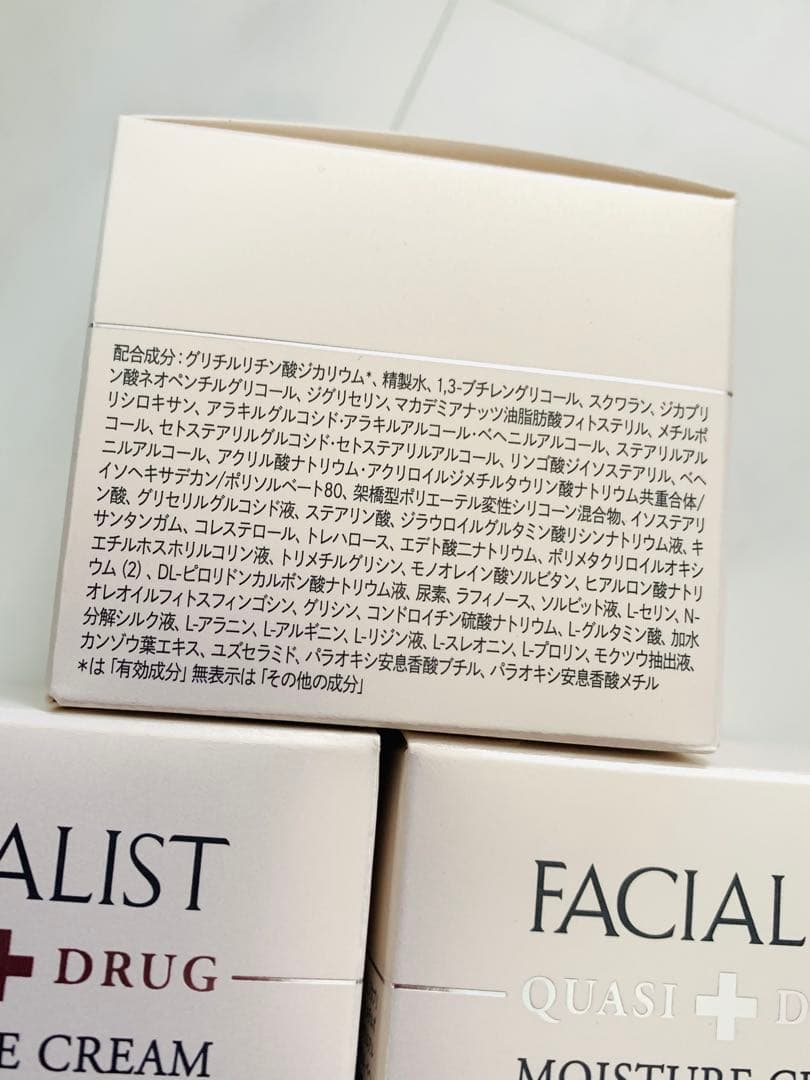 配合成分：グリチルリチン酸ジカリウム*、精製水、1,3-ブチレングリコール、スクワラン、ジカプリ
ン酸ネオペンチルグリコール、ジグリセリン、マカデミアナッツ油脂肪酸フィトステリル、メチルポ
リシロキサン、アラキルグルコシド・アラキルアルコール・ベヘニルアルコール、ステアリルアル
コール、セトステアリルグルコシド・セトステアリルアルコール、リンゴ酸ジイソステアリル、ベヘ
ニルアルコール、アクリル酸ナトリウム・アクリロイルジメチルタウリン酸ナトリウム共重合体/
イソヘキサデカン/ポリソルベート80、架橋型ポリエーテル変性シリコーン混合物、イソステアリ
ン酸、グリセリルグルコシド液、ステアリン酸、ジラウロイルグルタミン酸リシンナトリウム液、キ
サンタンガム、コレステロール、トレハロース、エデト酸二ナトリウム、ポリメタクリロイルオキシ
エチルホスホリルコリン液、トリメチルグリシン、モノオレイン酸ソルビタン、ヒアルロン酸ナトリ
ウム（2）、DL-ピロリドンカルボン酸ナトリウム液、尿素、ラフィノース、ソルビット液、L-セリン、N-
オレオイルフィトスフィンゴシン、グリシン、コンドロイチン硫酸ナトリウム、L-グルタミン酸、加水
分解シルク液、L-アラニン、L-アルギニン、L-リジン液、L-スレオニン、L-プロリン、モクツウ抽出液、
カンゾウ葉エキス、ユズセラミド、パラオキシ安息香酸ブチル、パラオキシ安息香酸メチル
*は「有効成分」無表示は「その他の成分」
ALIST
DRUG
E CREAM
FACIAL
QUASI + D
MOISTURE C